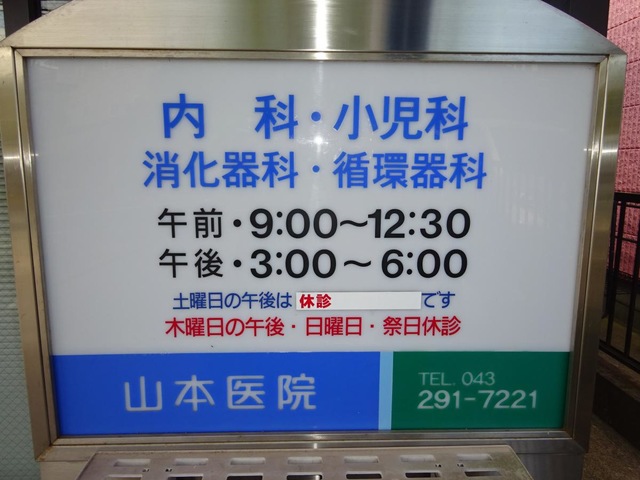 内　科・小児科
消化器科・循環器科
午前・9:00～12:30
午後・3:00～6:00
土曜日の午後は 休診 です
木曜日の午後・日曜日・祭日休診
山本医院
TEL. 043
291-7221